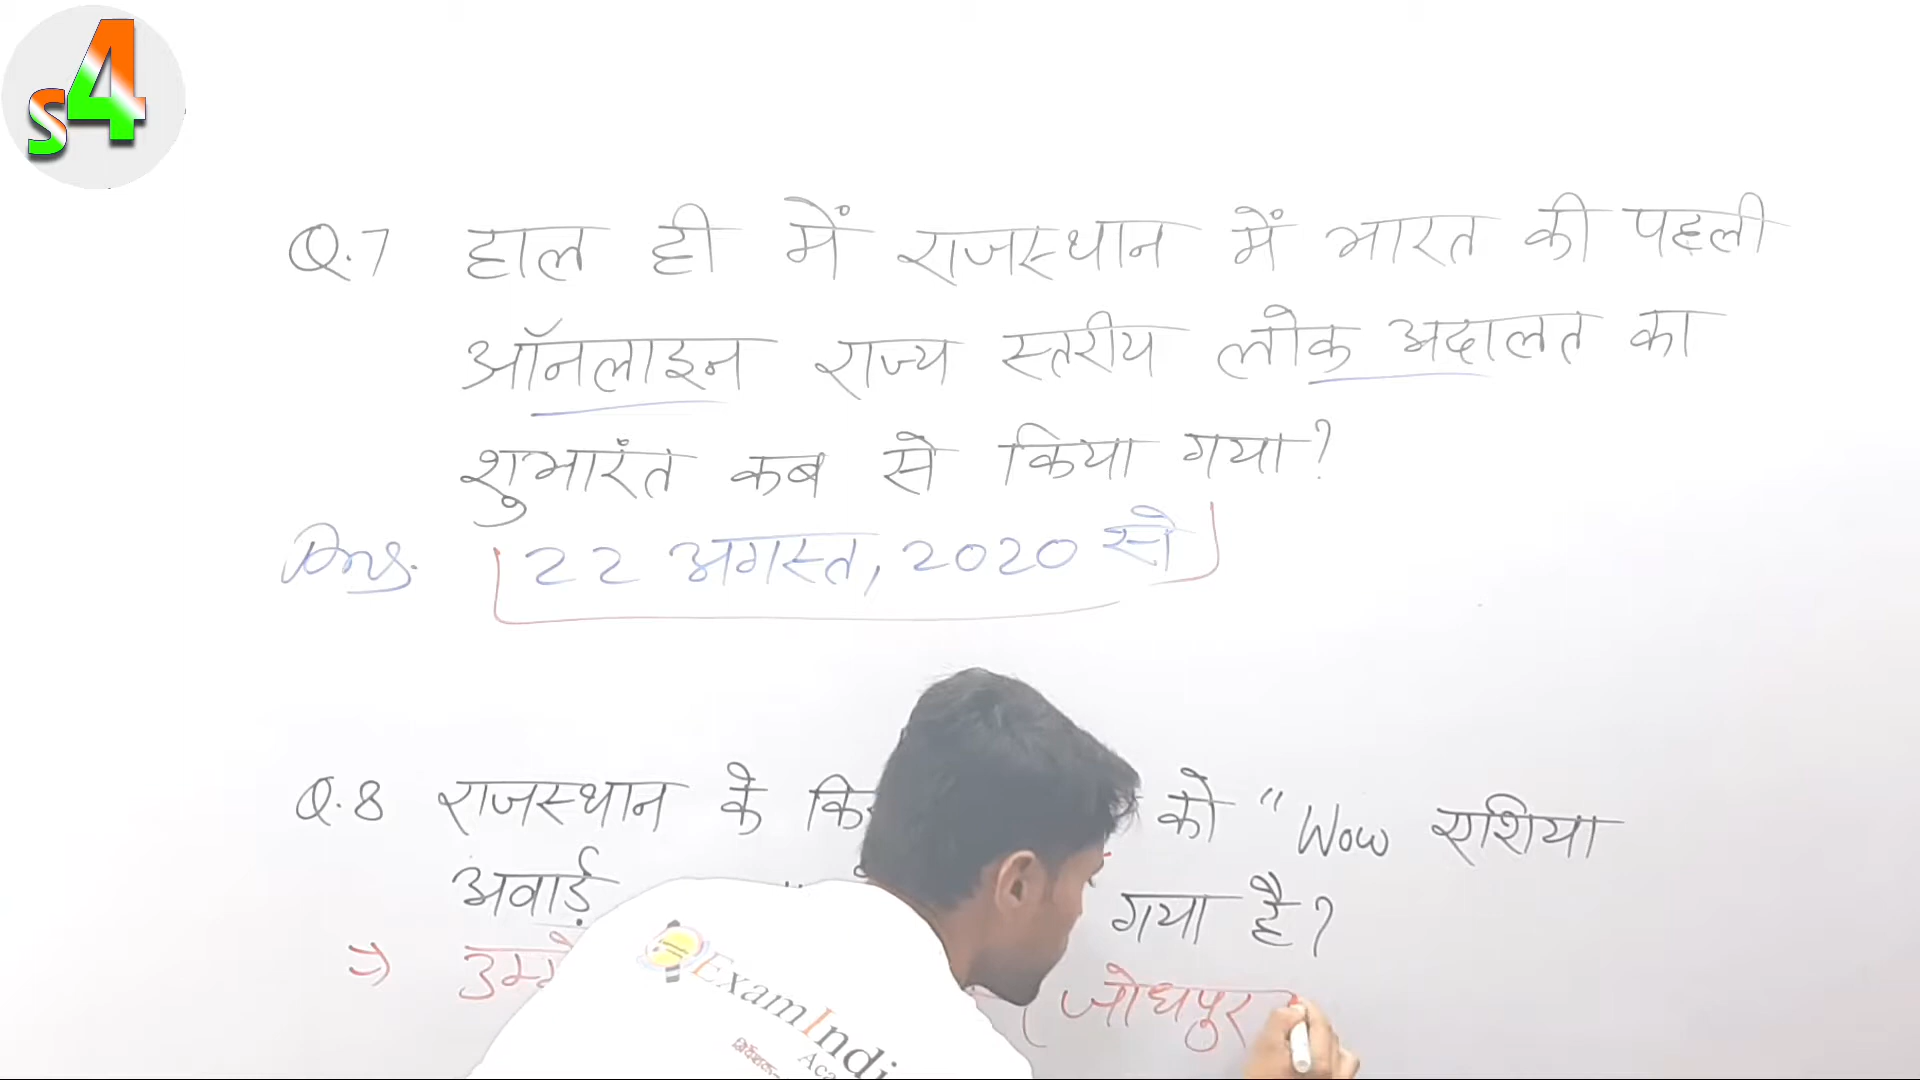 S4
Q.7 हाल ही में राजस्थान में भारत की पहली
ऑनलाइन राज्य स्तरीय लोक अदालत का
शुभारंत कब से किया गया?
Ans. 22 अगस्त, 2020 से
Q.8 राजस्थान के को "Wow एशिया
अवार्ड़ गया है?
⇒ (जोधपुर
ExamIndi
Aca